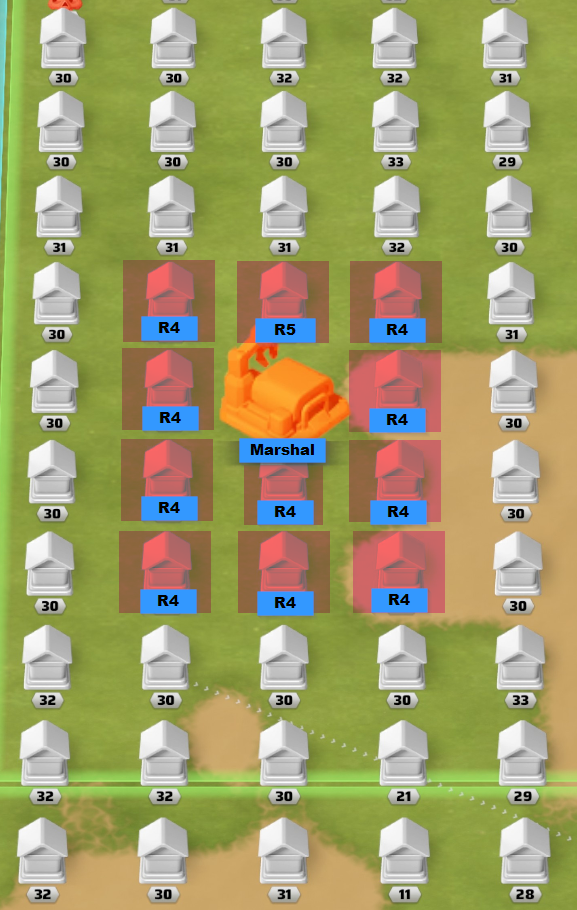 30 30 32 32 31
30 30 30 33 29
31 31 31 32 30
30 R4 R5 R4 31
30 R4 R4 30
Marshal
30 R4 R4 R4 30
30 R4 R4 R4 30
32 30 30 30 33
32 32 30 21 29
32 30 31 11 28